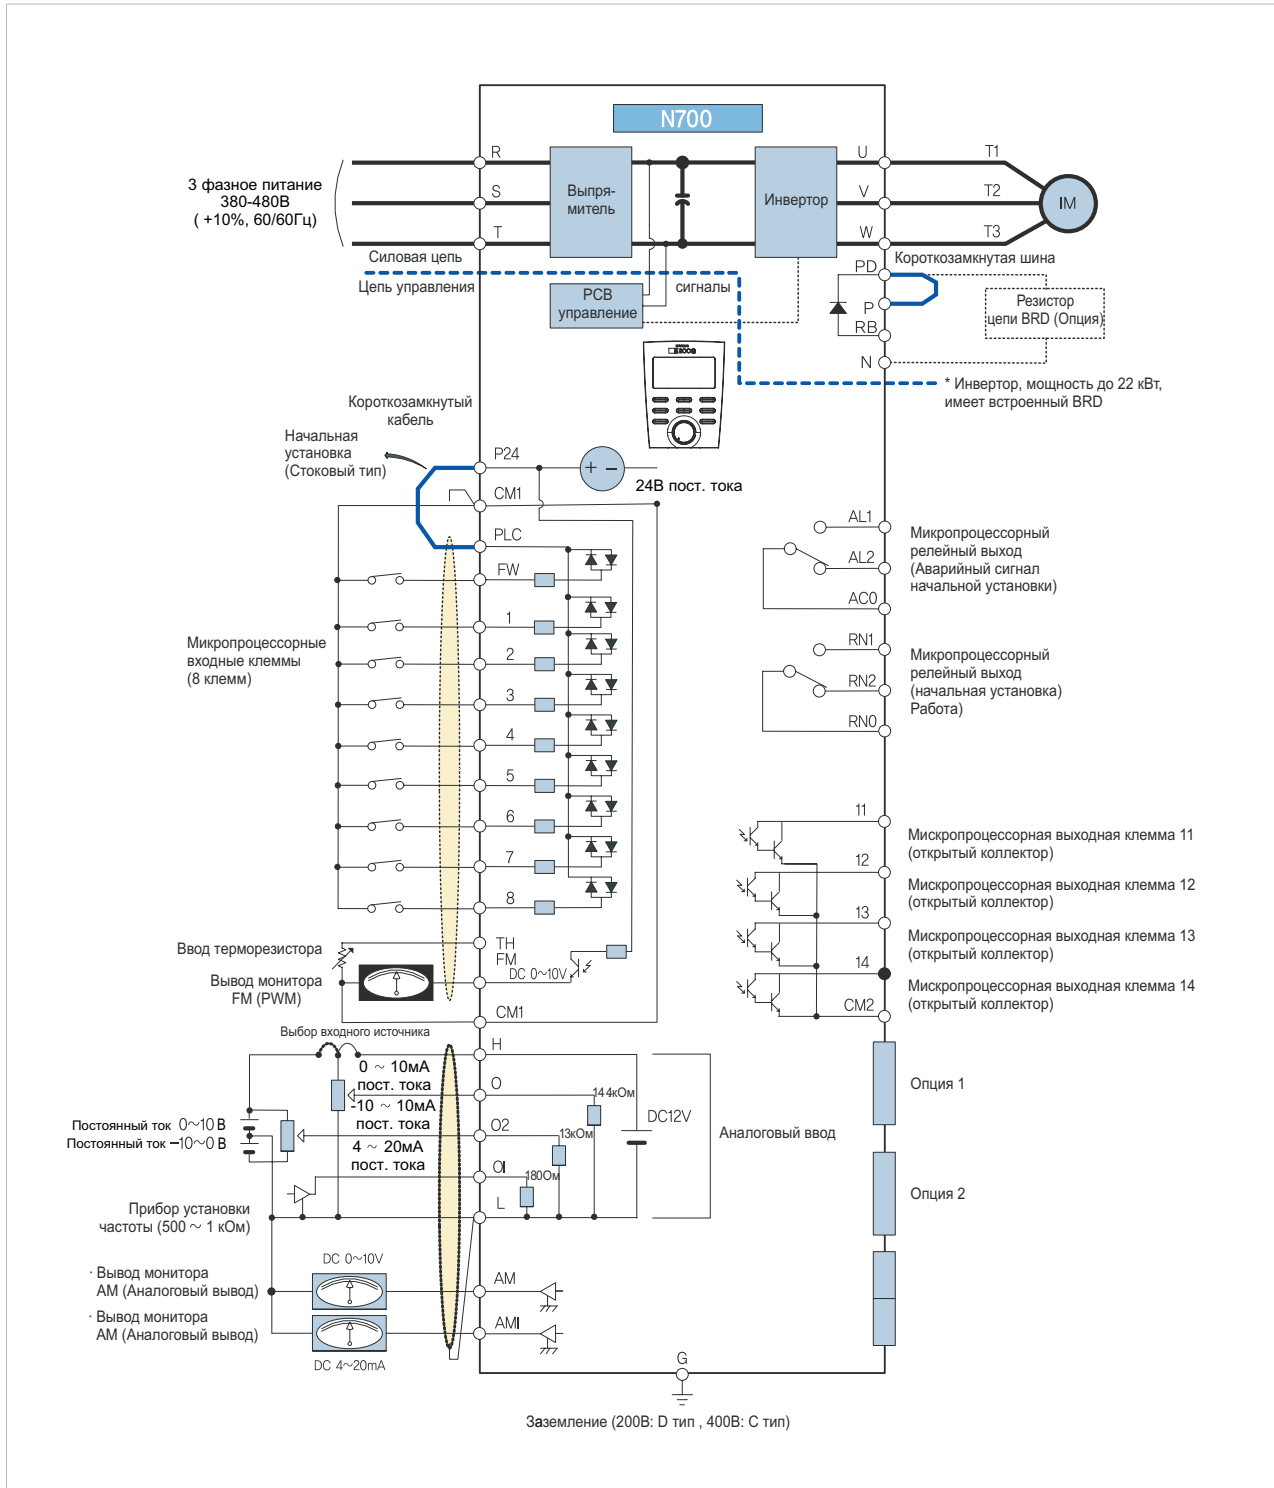 N700
R
S
T
3 фазное питание
380-480В
( +10%, 60/60Гц)
Выпря-
митель
Инвертор
U
V
W
T1
T2
T3
IM
Силовая цепь
Цепь управления
PCB
управление
сигналы
PD
P
RB
N
Короткозамкнутая шина
Резистор
цепи BRD (Опция)
* Инвертор, мощность до 22 кВт,
имеет встроенный BRD
Короткозамкнутый
кабель
Начальная
установка
(Стоковый тип)
P24
CM1
PLC
FW
1
2
3
4
5
6
7
8
24В пост. тока
Микропроцессорные
входные клеммы
(8 клемм)
AL1
AL2
AC0
Микропроцессорный
релейный выход
(Аварийный сигнал
начальной установки)
RN1
RN2
RN0
Микропроцессорный
релейный выход
(начальная установка)
Работа)
11
12
13
14
CM2
Мискропроцессорная выходная клемма 11
(открытый коллектор)
Мискропроцессорная выходная клемма 12
(открытый коллектор)
Мискропроцессорная выходная клемма 13
(открытый коллектор)
Мискропроцессорная выходная клемма 14
(открытый коллектор)
Ввод терморезистора
Вывод монитора
FM (PWM)
TH
FM
DC 0~10V
CM1
Выбор входного источника
H
0 ~ 10мА
пост. тока
O
-10 ~ 10мА
пост. тока
O2
4 ~ 20мА
пост. тока
OI
L
144кОм
13кОм
180Ом
DC12V
Аналоговый ввод
Постоянный ток 0~10 В
Постоянный ток −10~0 В
Прибор установки
частоты (500 ~ 1 кОм)
Опция 1
Опция 2
DC 0~10V
· Вывод монитора
AM (Аналоговый вывод)
AM
· Вывод монитора
AM (Аналоговый вывод)
AMI
DC 4~20mA
G
Заземление (200В: D тип , 400В: C тип)